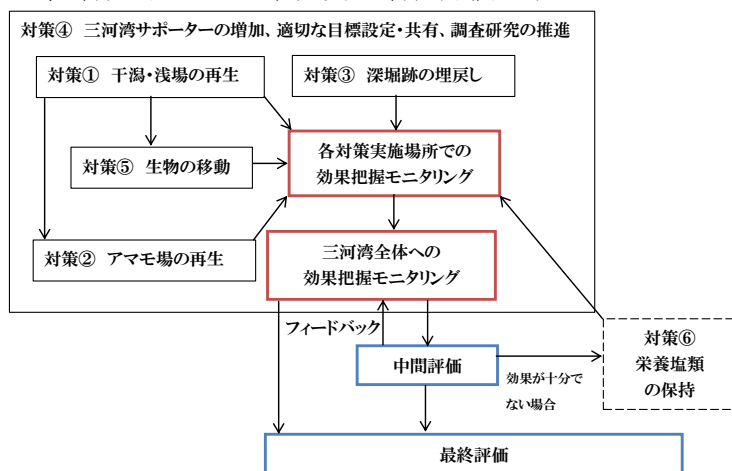 対策④ 三河湾サポーターの増加、適切な目標設定・共有、調査研究の推進
対策① 干潟・浅場の再生
対策③ 深堀跡の埋戻し
各対策実施場所での
効果把握モニタリング
対策⑤ 生物の移動
対策② アマモ場の再生
三河湾全体への
効果把握モニタリング
フィードバック
対策⑥
栄養塩類
の保持
中間評価
効果が十分で
ない場合
最終評価